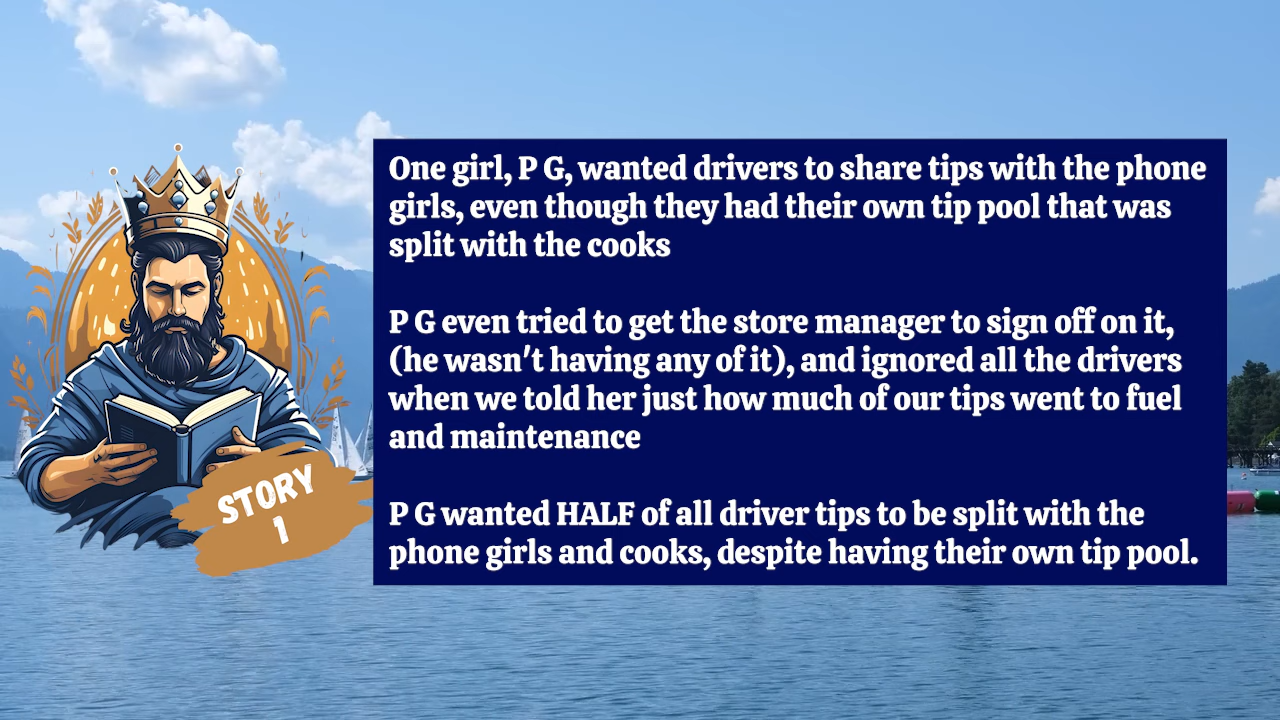 One girl, P G, wanted drivers to share tips with the phone
girls, even though they had their own tip pool that was
split with the cooks
P G even tried to get the store manager to sign off on it,
(he wasn't having any of it), and ignored all the drivers
when we told her just how much of our tips went to fuel
and maintenance
P G wanted HALF of all driver tips to be split with the
phone girls and cooks, despite having their own tip pool.
STORY
1